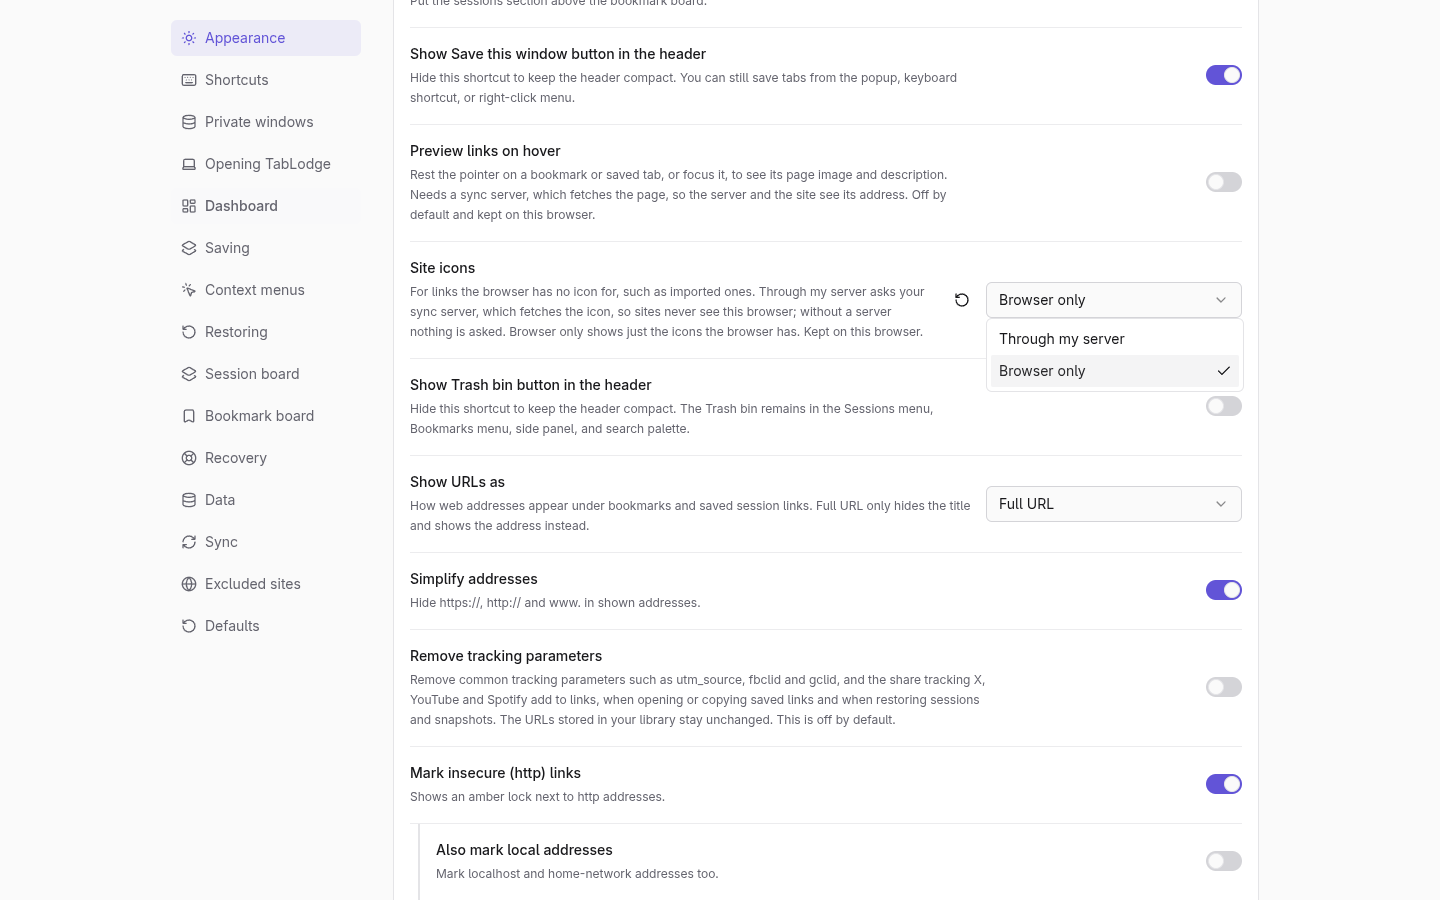 Appearance
Shortcuts
Private windows
Opening TabLodge
Dashboard
Saving
Context menus
Restoring
Session board
Bookmark board
Recovery
Data
Sync
Excluded sites
Defaults
Put the sessions section above the bookmark board.
Show Save this window button in the header
Hide this shortcut to keep the header compact. You can still save tabs from the popup, keyboard
shortcut, or right-click menu.
Preview links on hover
Rest the pointer on a bookmark or saved tab, or focus it, to see its page image and description.
Needs a sync server, which fetches the page, so the server and the site see its address. Off by
default and kept on this browser.
Site icons
For links the browser has no icon for, such as imported ones. Through my server asks your
sync server, which fetches the icon, so sites never see this browser; without a server
nothing is asked. Browser only shows just the icons the browser has. Kept on this browser.
Browser only
Through my server
Browser only
Show Trash bin button in the header
Hide this shortcut to keep the header compact. The Trash bin remains in the Sessions menu,
Bookmarks menu, side panel, and search palette.
Show URLs as
How web addresses appear under bookmarks and saved session links. Full URL only hides the title
and shows the address instead.
Full URL
Simplify addresses
Hide https://, http:// and www. in shown addresses.
Remove tracking parameters
Remove common tracking parameters such as utm_source, fbclid and gclid, and the share tracking X,
YouTube and Spotify add to links, when opening or copying saved links and when restoring sessions
and snapshots. The URLs stored in your library stay unchanged. This is off by default.
Mark insecure (http) links
Shows an amber lock next to http addresses.
Also mark local addresses
Mark localhost and home-network addresses too.